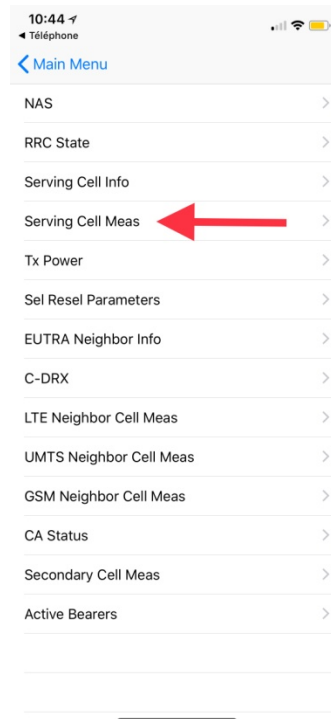 10:44
Téléphone
Main Menu
NAS
RRC State
Serving Cell Info
Serving Cell Meas
Tx Power
Sel Resel Parameters
EUTRA Neighbor Info
C-DRX
LTE Neighbor Cell Meas
UMTS Neighbor Cell Meas
GSM Neighbor Cell Meas
CA Status
Secondary Cell Meas
Active Bearers